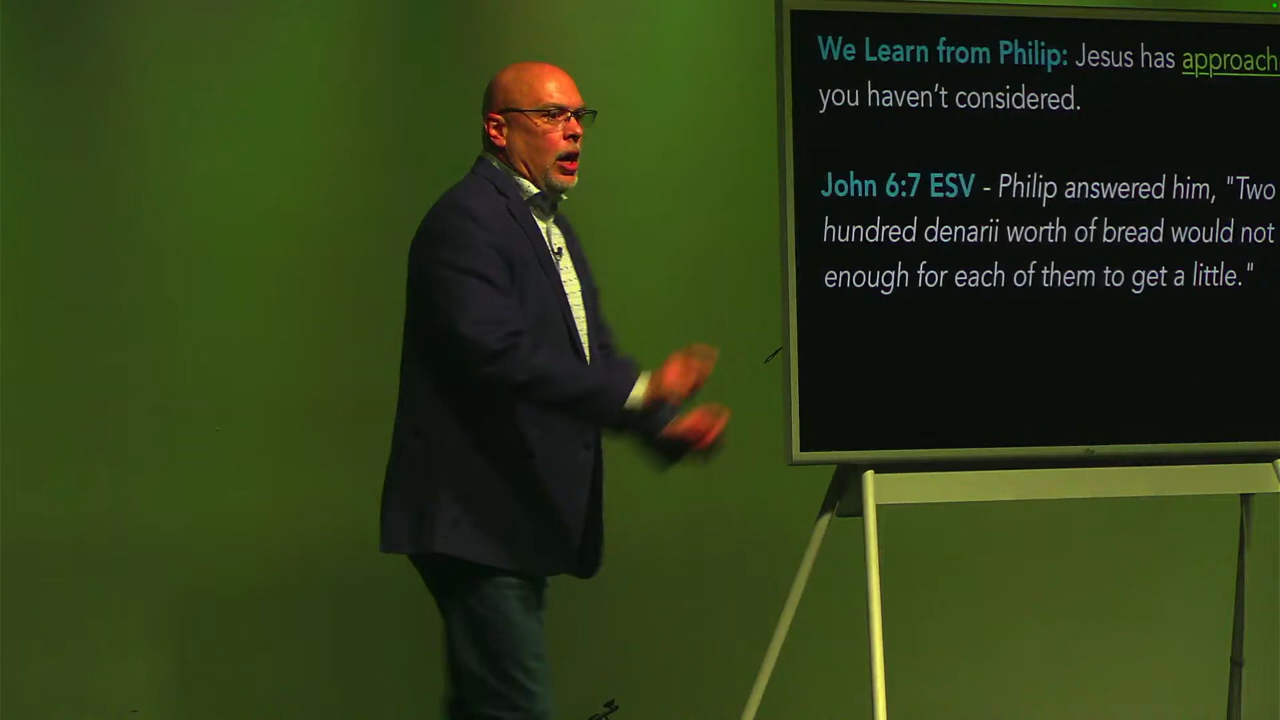 We Learn from Philip: Jesus has approach
you haven't considered.
John 6:7 ESV - Philip answered him, "Two
hundred denarii worth of bread would not
enough for each of them to get a little."